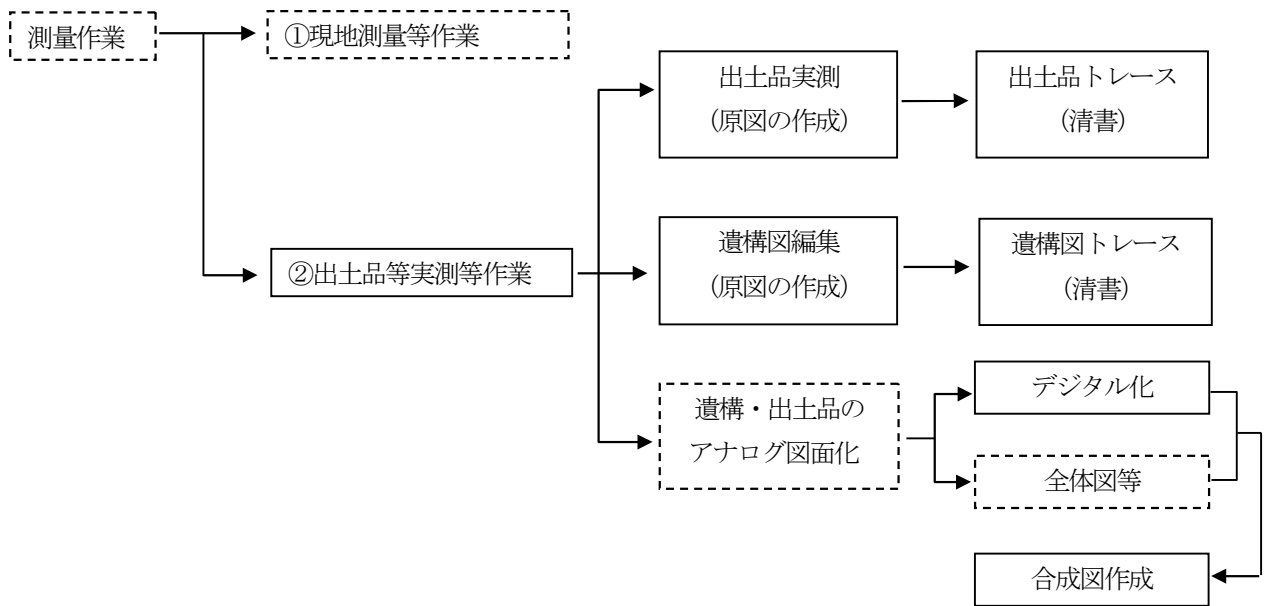 測量作業
①現地測量等作業
出土品実測
(原図の作成)
出土品トレース
(清書)
②出土品等実測等作業
遺構図編集
(原図の作成)
遺構図トレース
(清書)
遺構・出土品の
アナログ図面化
デジタル化
全体図等
合成図作成